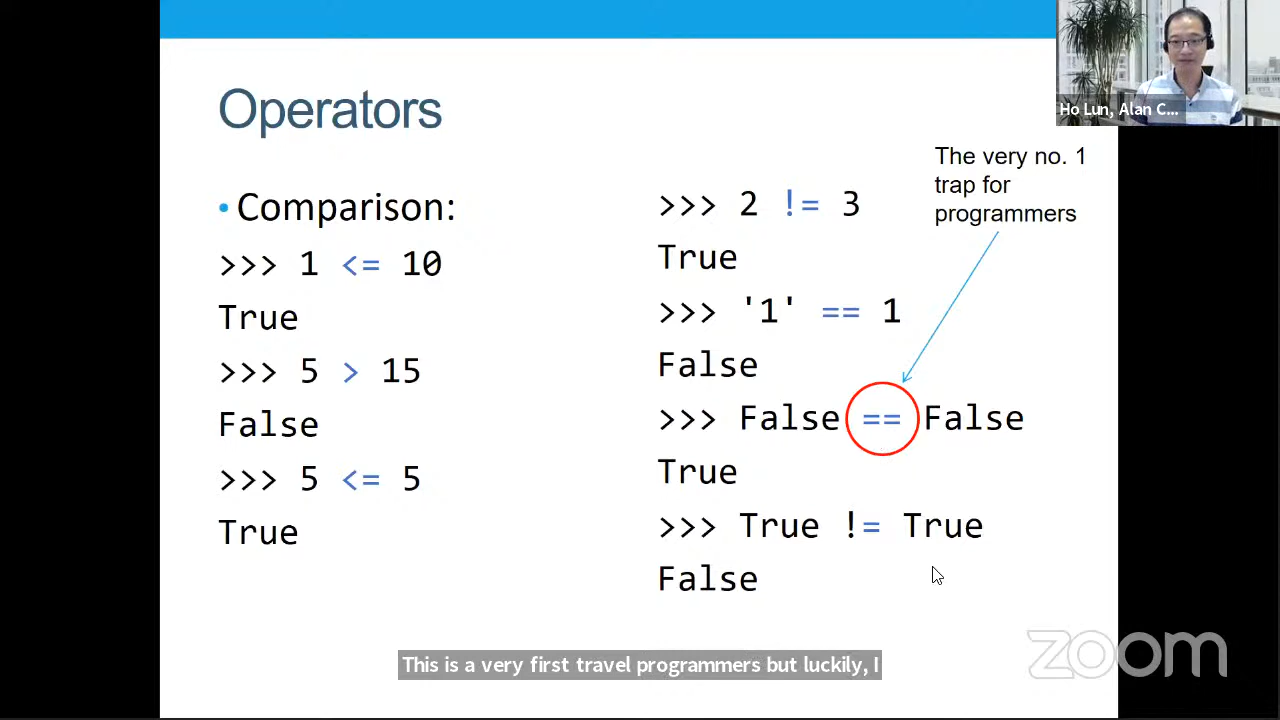 Operators
• Comparison:
>>> 1 <= 10
True
>>> 5 > 15
False
>>> 5 <= 5
True
>>> 2 != 3
True
>>> '1' == 1
False
>>> False == False
True
>>> True != True
False
The very no. 1
trap for
programmers
Ho Lun, Alan C...
This is a very first travel programmers but luckily, I
zoom